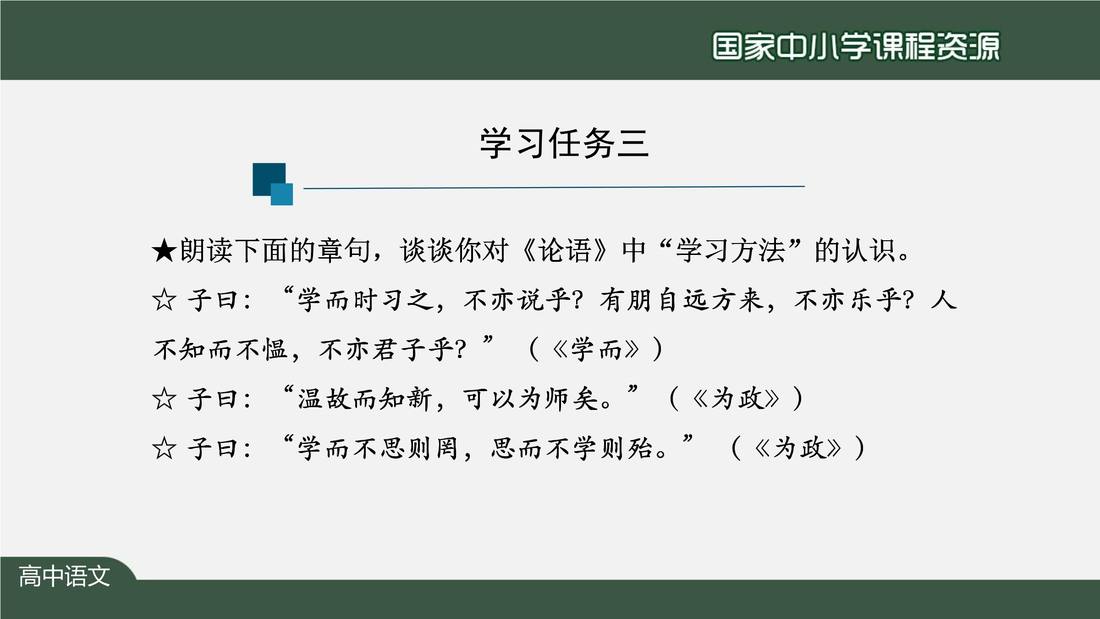 国家中小学课程资源
学习任务三
★朗读下面的章句，谈谈你对《论语》中“学习方法”的认识。
☆ 子曰：“学而时习之，不亦说乎？有朋自远方来，不亦乐乎？人
不知而不愠，不亦君子乎？”（《学而》）
☆ 子曰：“温故而知新，可以为师矣。”（《为政》）
☆ 子曰：“学而不思则罔，思而不学则殆。”（《为政》）
高中语文